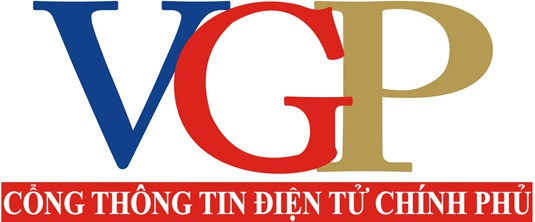 VGP
CỔNG THÔNG TIN ĐIỆN TỬ CHÍNH PHỦ